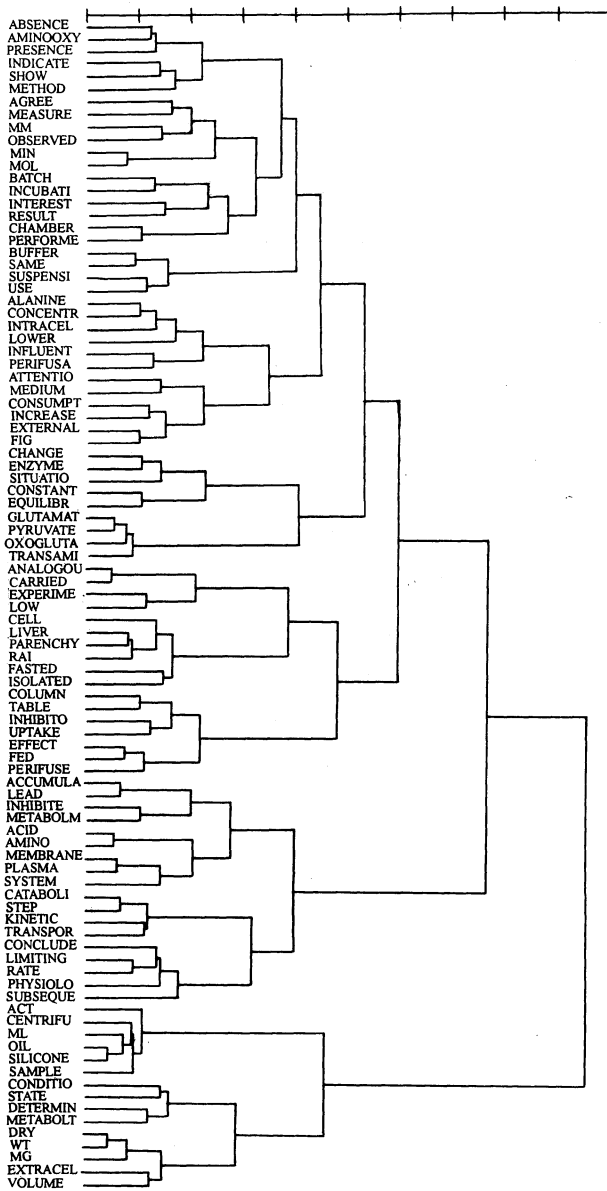 ABSENCE
AMINOOXY
PRESENCE
INDICATE
SHOW
METHOD
AGREE
MEASURE
MM
OBSERVED
MIN
MOL
BATCH
INCUBATI
INTEREST
RESULT
CHAMBER
PERFORME
BUFFER
SAME
SUSPENSI
USE
ALANINE
CONCENTR
INTRACEL
LOWER
INFLUENT
PERIFUSA
ATTENTIO
MEDIUM
CONSUMPT
INCREASE
EXTERNAL
FIG
CHANGE
ENZYME
SITUATIO
CONSTANT
EQUILIBR
GLUTAMAT
PYRUVATE
OXOGLUTA
TRANSAMI
ANALOGOU
CARRIED
EXPERIME
LOW
CELL
LIVER
PARENCHY
RAI
FASTED
ISOLATED
COLUMN
TABLE
INHIBITO
UPTAKE
EFFECT
FED
PERIFUSE
ACCUMULA
LEAD
INHIBITE
METABOLM
ACID
AMINO
MEMBRANE
PLASMA
SYSTEM
CATABOLI
STEP
KINETIC
TRANSPOR
CONCLUDE
LIMITING
RATE
PHYSIOLO
SUBSEQUE
ACT
CENTRIFU
ML
OIL
SILICONE
SAMPLE
CONDITIO
STATE
DETERMIN
METABOLT
DRY
WT
MG
EXTRACEL
VOLUME